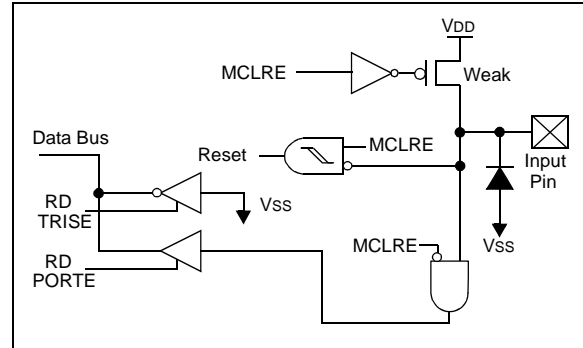 VDD
MCLRE
Weak
Data Bus
Reset
MCLRE
Input
Pin
RD
TRISE
VSS
VSS
MCLRE
RD
PORTE